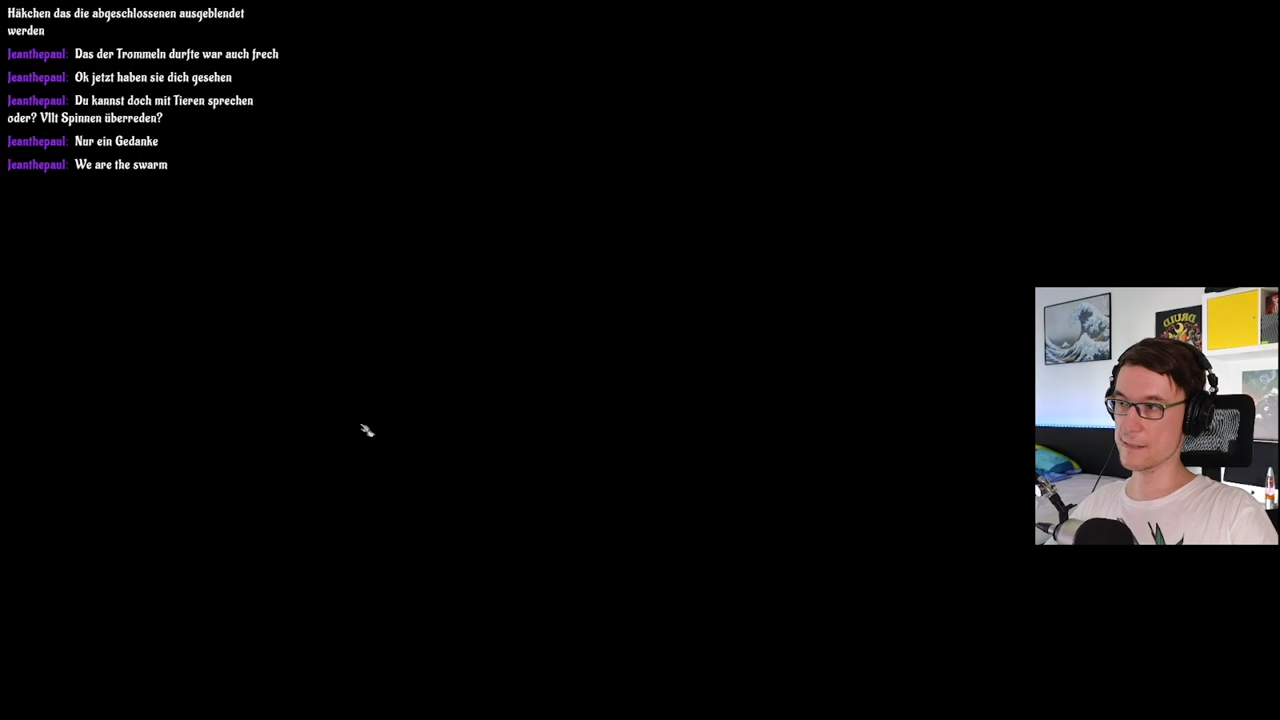 Häkchen das die abgeschlossenen ausgeblendet
werden
Jeanthepaul: Das der Trommeln durfte war auch frech
Jeanthepaul: Ok jetzt haben sie dich gesehen
Jeanthepaul: Du kannst doch mit Tieren sprechen
oder? Vllt Spinnen überreden?
Jeanthepaul: Nur ein Gedanke
Jeanthepaul: We are the swarm